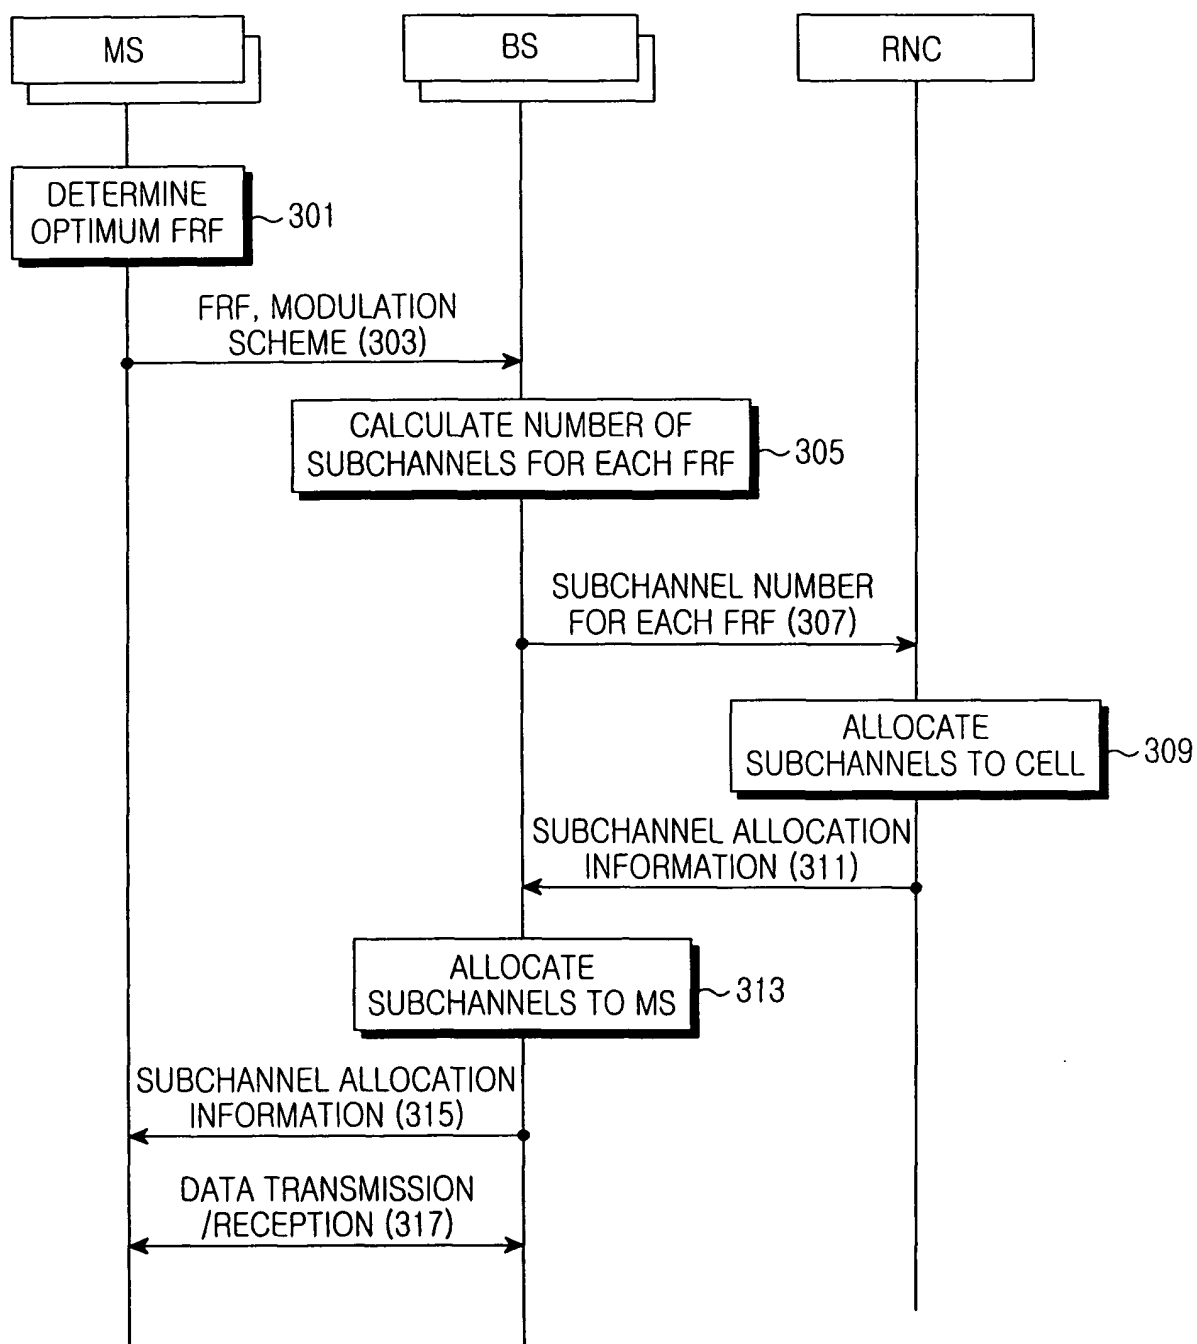 MS
BS
RNC
DETERMINE
OPTIMUM FRF
301
FRF, MODULATION
SCHEME (303)
CALCULATE NUMBER OF
SUBCHANNELS FOR EACH FRF
305
SUBCHANNEL NUMBER
FOR EACH FRF (307)
ALLOCATE
SUBCHANNELS TO CELL
309
SUBCHANNEL ALLOCATION
INFORMATION (311)
ALLOCATE
SUBCHANNELS TO MS
313
SUBCHANNEL ALLOCATION
INFORMATION (315)
DATA TRANSMISSION
/RECEPTION (317)